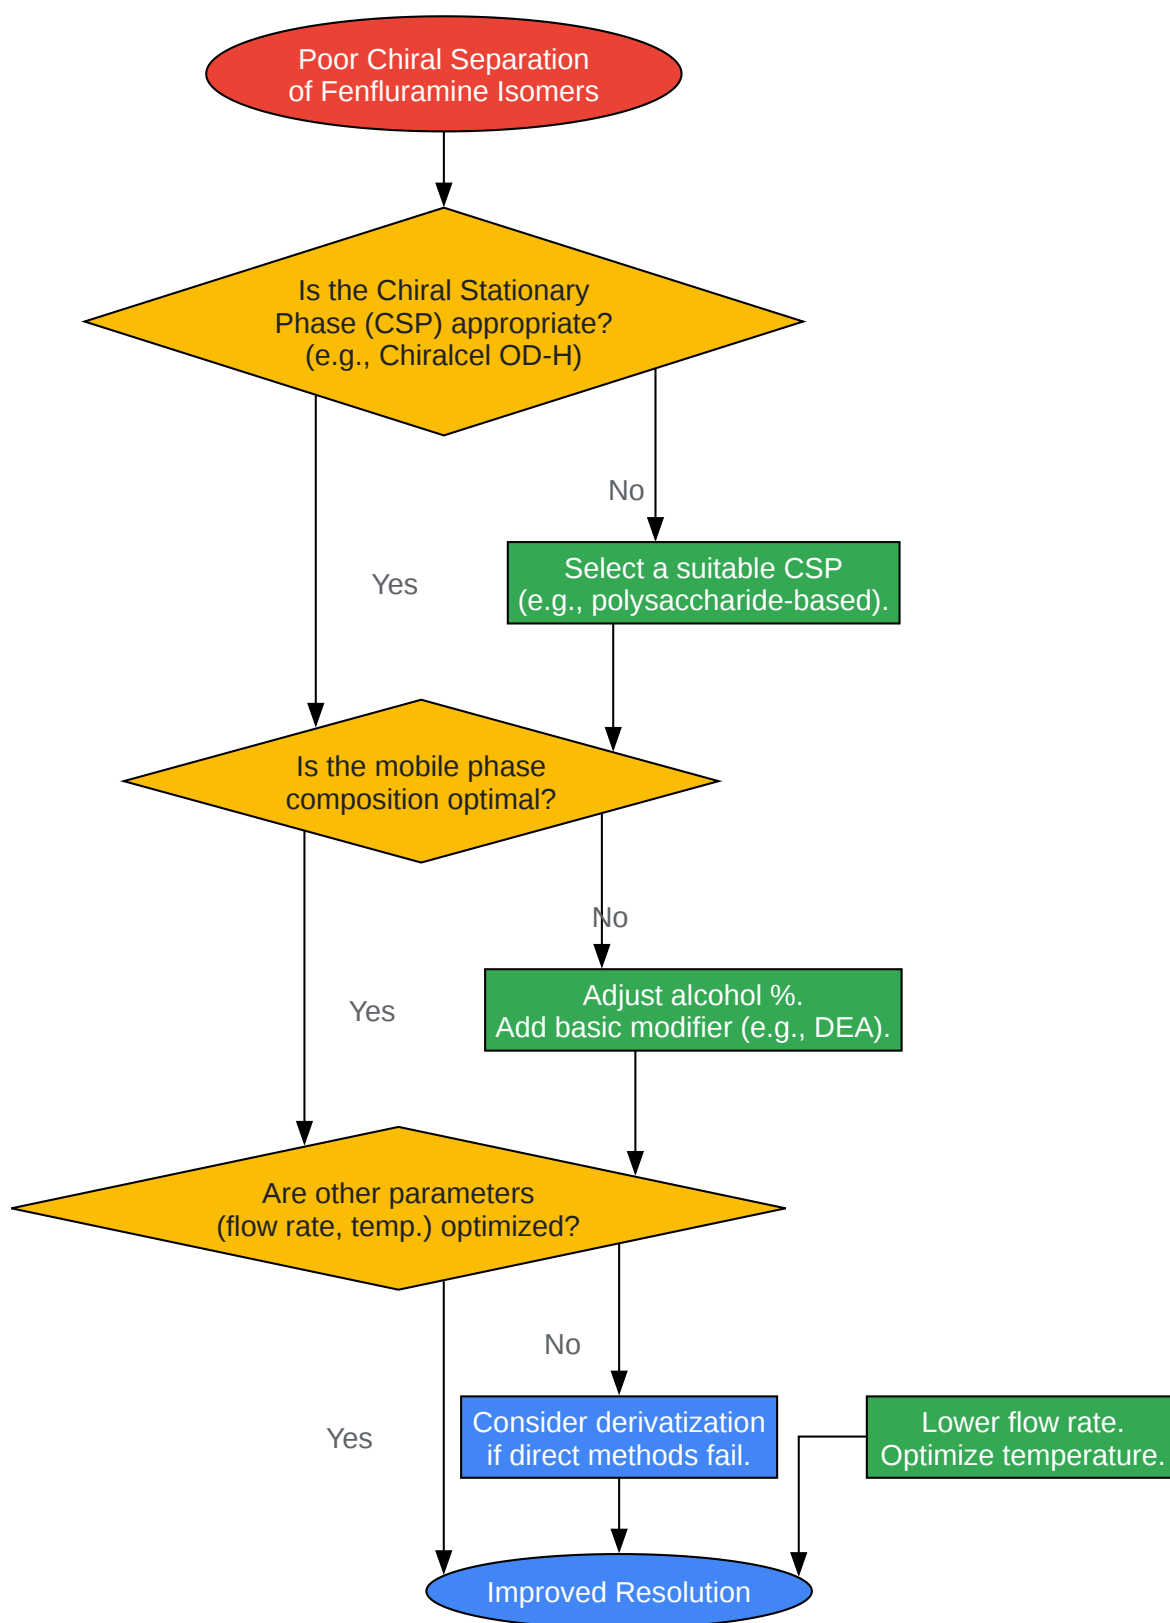 Poor Chiral Separation
of Fenfluramine Isomers
Is the Chiral Stationary
Phase (CSP) appropriate?
(e.g., Chiralcel OD-H)
No
Select a suitable CSP
(e.g., polysaccharide-based).
Yes
Is the mobile phase
composition optimal?
No
Adjust alcohol %.
Add basic modifier (e.g., DEA).
Yes
Are other parameters
(flow rate, temp.) optimized?
No
Consider derivatization
if direct methods fail.
Lower flow rate.
Optimize temperature.
Yes
Improved Resolution